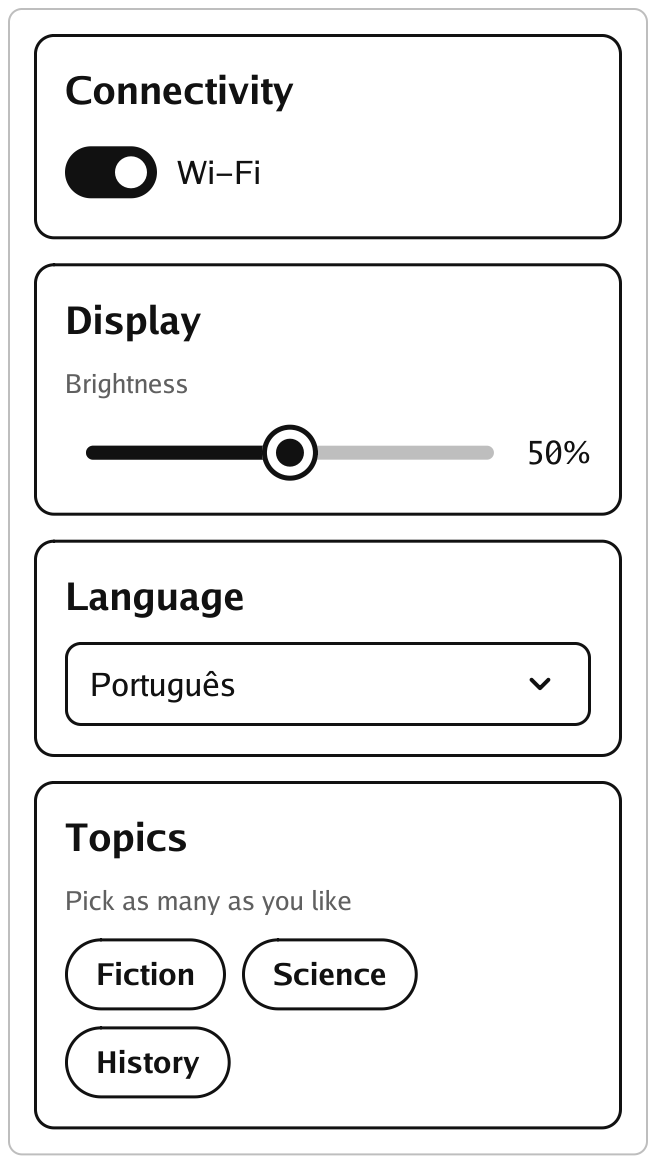 Connectivity
Wi–Fi
Display
Brightness
50%
Language
Português
Topics
Pick as many as you like
Fiction Science
History